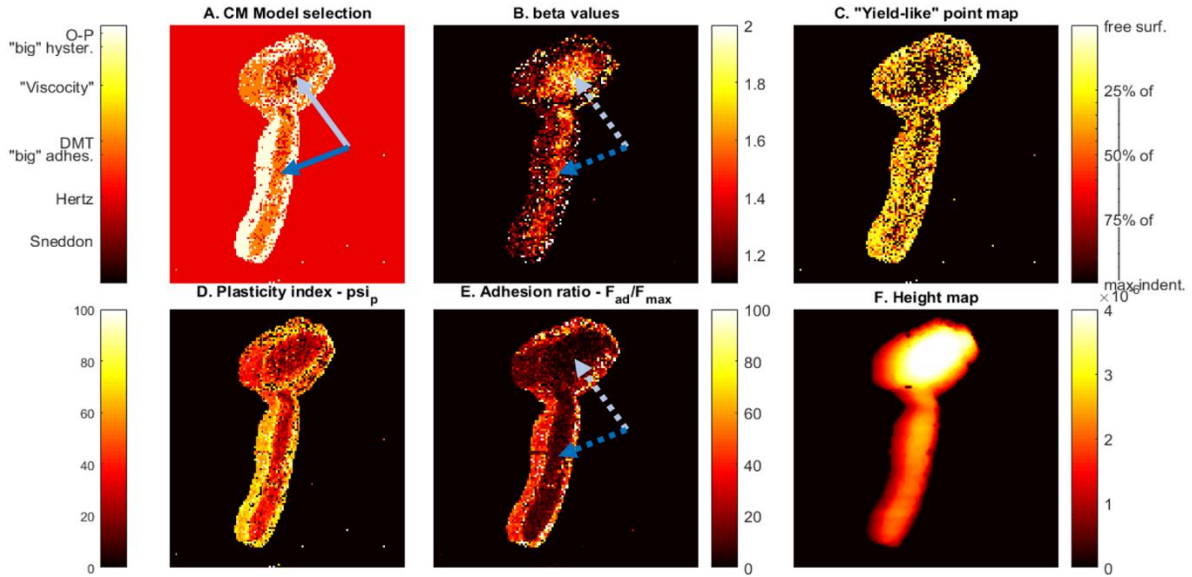 A. CM Model selection
B. beta values
C. "Yield-like" point map
O-P
"big" hyster.
"Viscocity"
DMT
"big" adhes.
Hertz
Sneddon
2
1.8
1.6
1.4
1.2
free surf.
25% of
50% of
75% of
max indent.
D. Plasticity index - psi_p
E. Adhesion ratio - F_ad/F_max
F. Height map
100
80
60
40
20
0
100
80
60
40
20
0
4
3
2
1
0